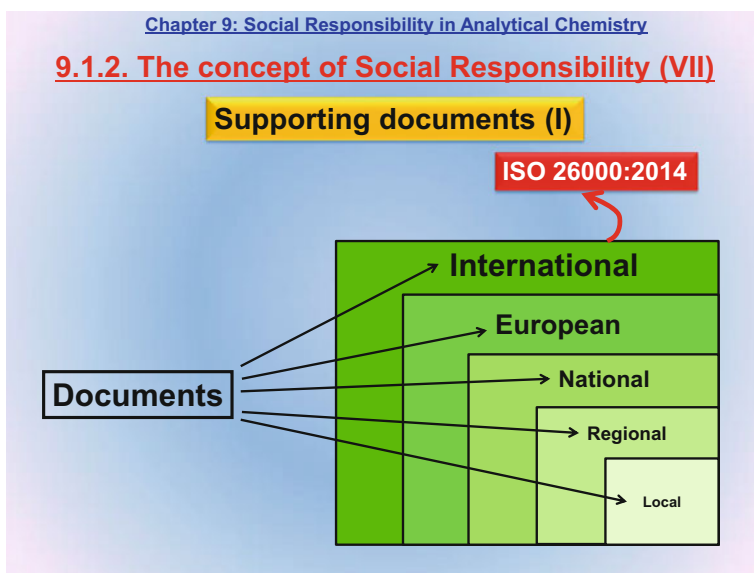 Chapter 9: Social Responsibility in Analytical Chemistry
9.1.2. The concept of Social Responsibility (VII)
Supporting documents (I)
ISO 26000:2014
International
European
National
Documents
Regional
Local